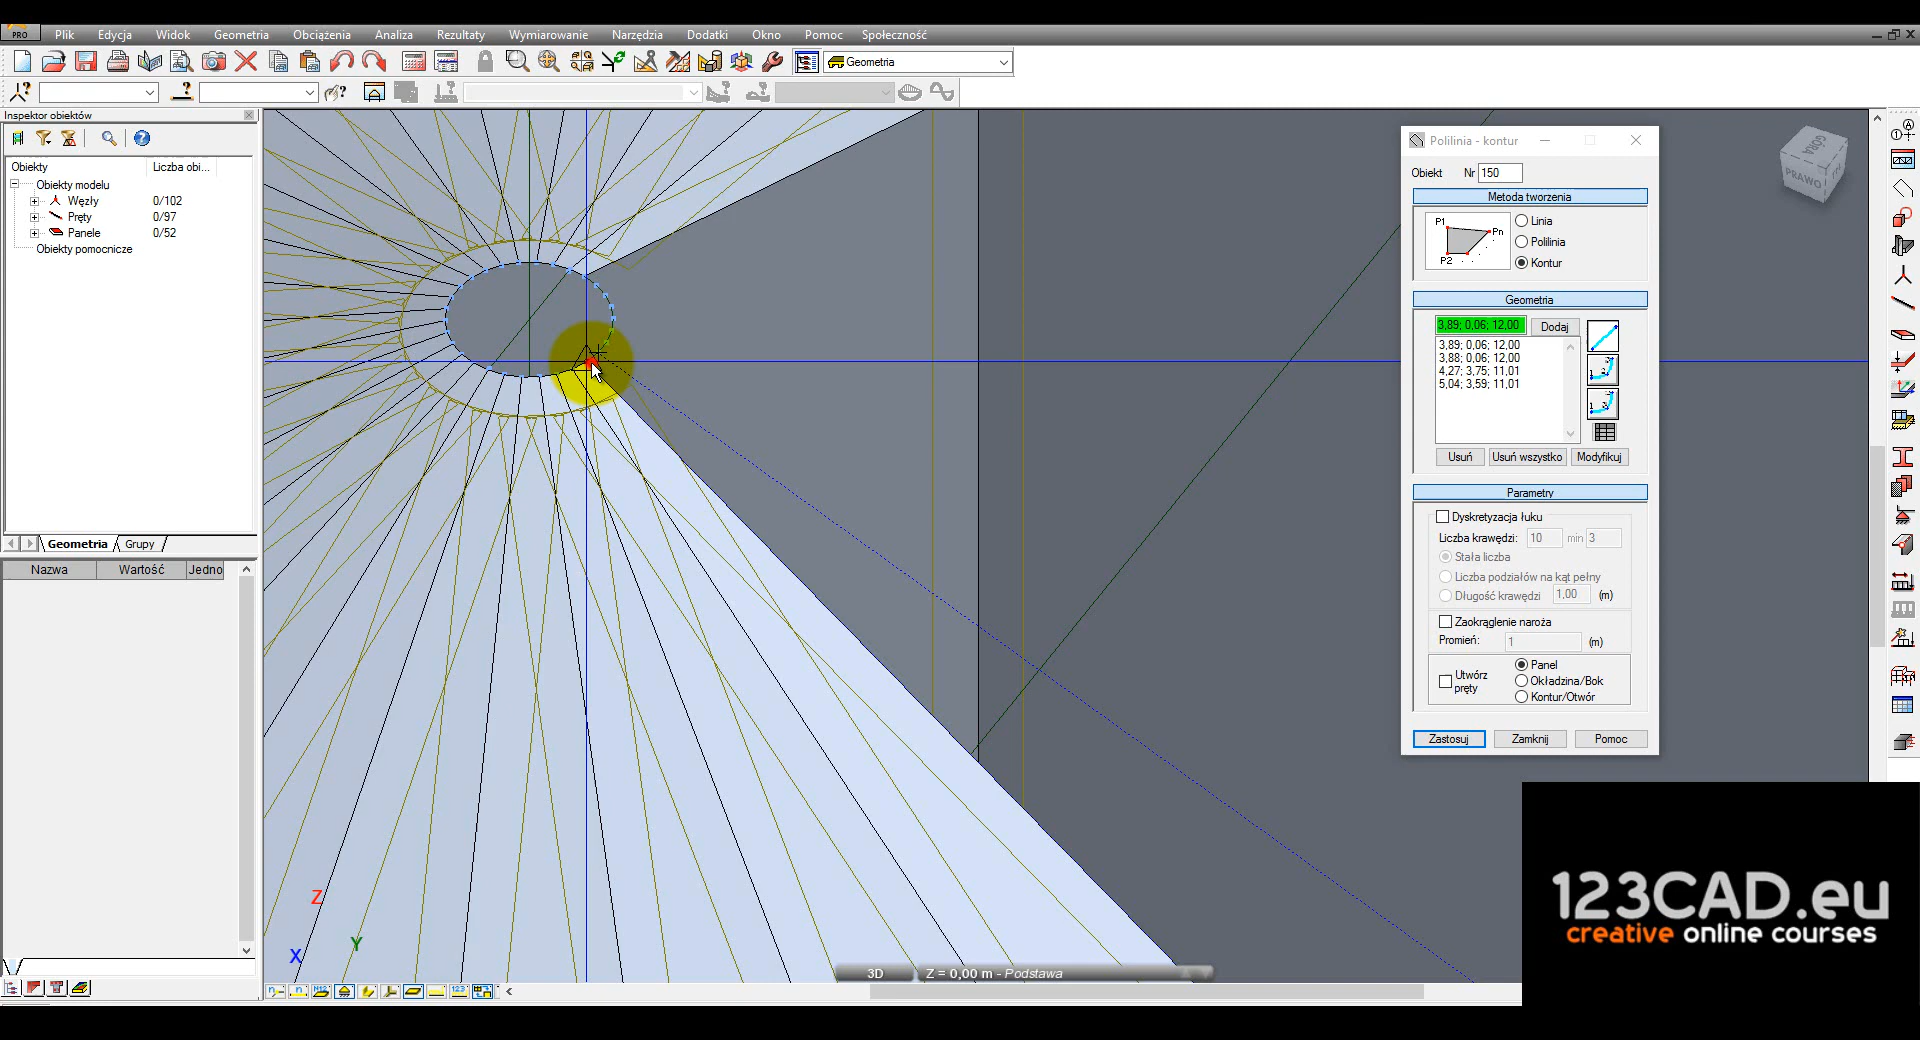 PRO Plik Edycja Widok Geometria Obciążenia Analiza Rezultaty Wymiarowanie Narzędzia Dodatki Okno Pomoc Społeczność
Geometria
Inspektor obiektów
Obiekty Liczba obi...
Obiekty modelu
Węzły 0/102
Pręty 0/97
Panele 0/52
Obiekty pomocnicze
Geometria Grupy
Nazwa Wartość Jedno
Z
X Y
3D Z = 0,00 m - Podstawa
GÓRA
PRAWO
Polilinia - kontur
Obiekt Nr 150
Metoda tworzenia
P1 Pn P2
Linia
Polilinia
Kontur
Geometria
3,89; 0,06; 12,00 Dodaj
3,89; 0,06; 12,00
3,88; 0,06; 12,00
4,27; 3,75; 11,01
5,04; 3,59; 11,01
Usuń Usuń wszystko Modyfikuj
Parametry
Dyskretyzacja łuku
Liczba krawędzi: 10 min 3
Stała liczba
Liczba podziałów na kąt pełny
Długość krawędzi 1,00 (m)
Zaokrąglenie naroża
Promień: 1 (m)
Utwórz pręty
Panel
Okładzina/Bok
Kontur/Otwór
Zastosuj Zamknij Pomoc
123CAD.eu
creative online courses